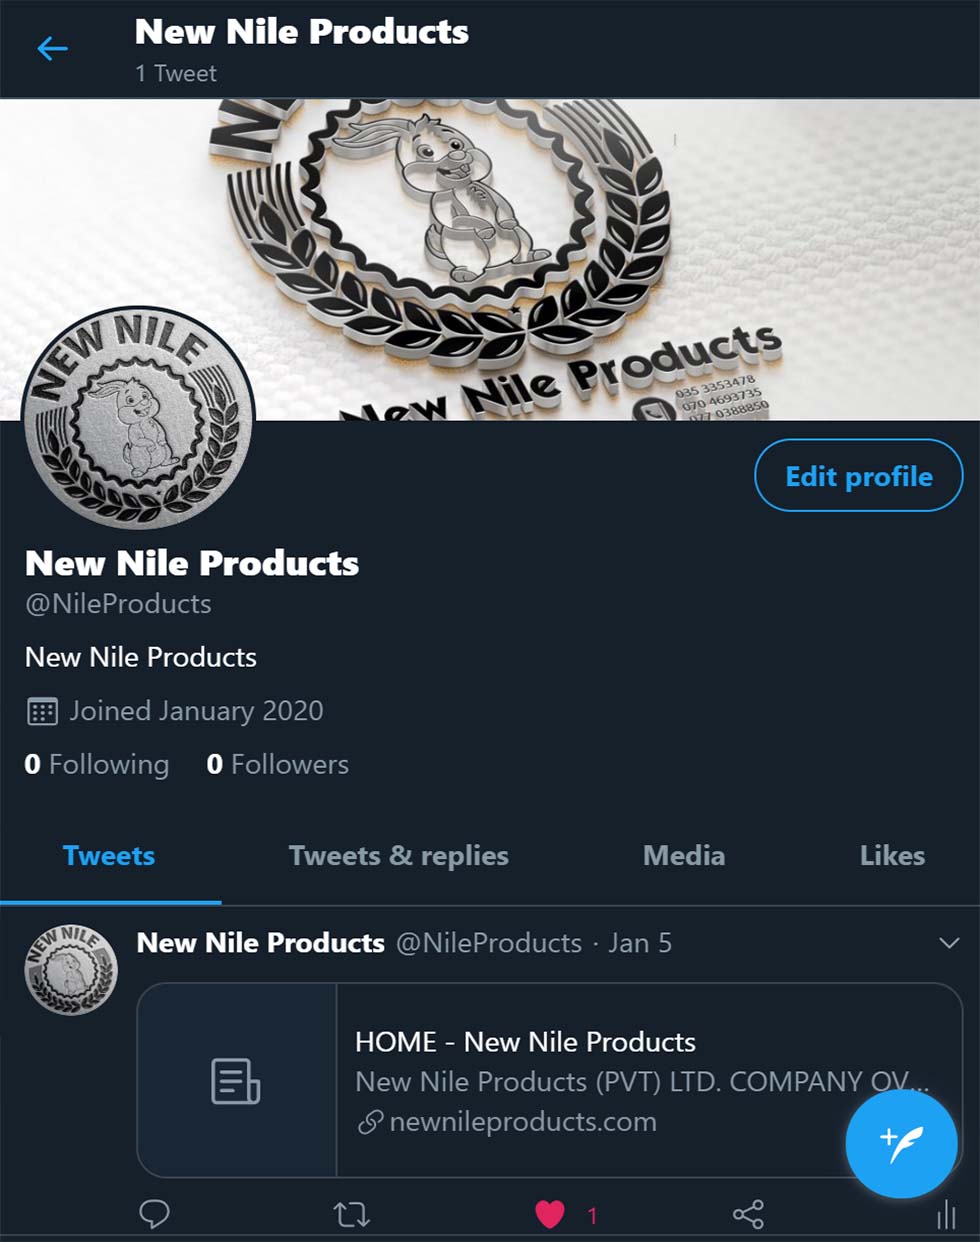 New Nile Products
1 Tweet
New Nile Products
035 3353478
070 4693735
077 0388850
NEW NILE
Edit profile
New Nile Products
@NileProducts
New Nile Products
Joined January 2020
0 Following 0 Followers
Tweets Tweets & replies Media Likes
NEW NILE
New Nile Products @NileProducts · Jan 5
HOME - New Nile Products
New Nile Products (PVT) LTD. COMPANY OV...
newnileproducts.com
1